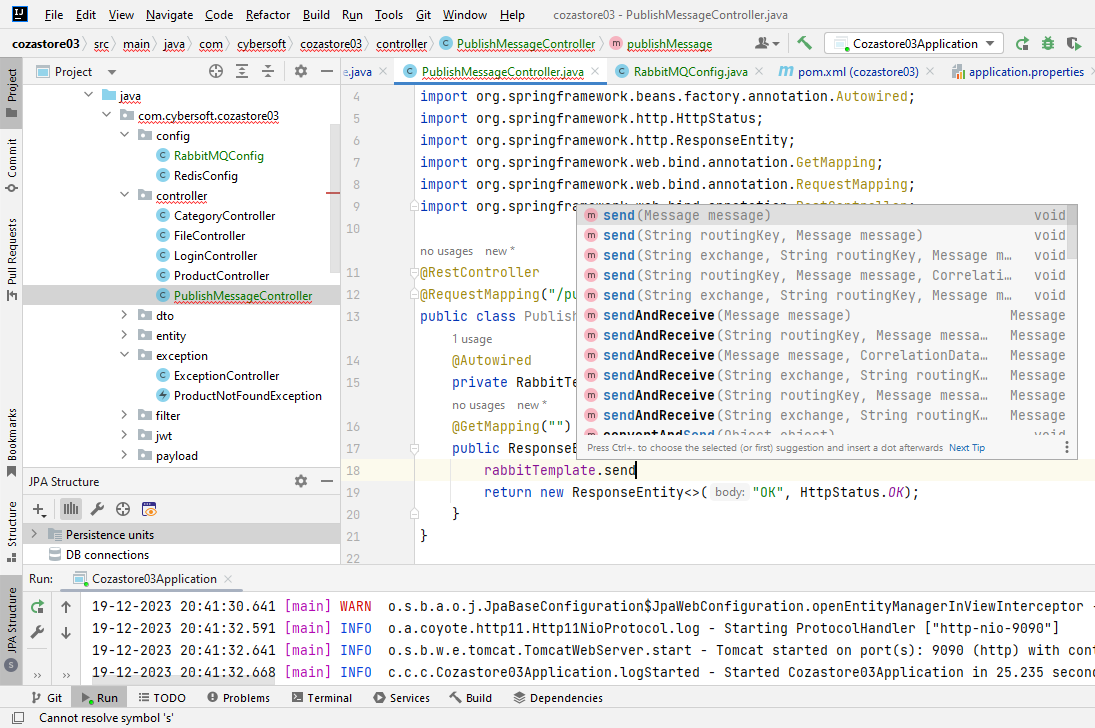 File Edit View Navigate Code Refactor Build Run Tools Git Window Help cozastore03 - PublishMessageController.java
cozastore03 src main java com cybersoft cozastore03 controller PublishMessageController publishMessage Cozastore03Application
Project
Commit
Pull Requests
Bookmarks
Structure
JPA Structure
Project
java
com.cybersoft.cozastore03
config
RabbitMQConfig
RedisConfig
controller
CategoryController
FileController
LoginController
ProductController
PublishMessageController
dto
entity
exception
ExceptionController
ProductNotFoundException
filter
jwt
payload
JPA Structure
Persistence units
DB connections
e.java PublishMessageController.java RabbitMQConfig.java pom.xml (cozastore03) application.properties
4 import org.springframework.beans.factory.annotation.Autowired;
5 import org.springframework.http.HttpStatus;
6 import org.springframework.http.ResponseEntity;
7 import org.springframework.web.bind.annotation.GetMapping;
8 import org.springframework.web.bind.annotation.RequestMapping;
9 import org.springfram
10
no usages new *
11 @RestController
12 @RequestMapping("/pu
13 public class Publish
1 usage
14 @Autowired
15 private RabbitTe
no usages new *
16 @GetMapping("")
17 public ResponseE
18 rabbitTemplate.send
19 return new ResponseEntity<>( body: "OK", HttpStatus.OK);
20 }
21 }
22
send(Message message) void
send(String routingKey, Message message) void
send(String exchange, String routingKey, Message m… void
send(String routingKey, Message message, Correlati… void
send(String exchange, String routingKey, Message m… void
sendAndReceive(Message message) Message
sendAndReceive(String routingKey, Message messa… Message
sendAndReceive(Message message, CorrelationData… Message
sendAndReceive(String exchange, String routingK… Message
sendAndReceive(String routingKey, Message messa… Message
sendAndReceive(String exchange, String routingK… Message
convertAndSend(Object object) void
Press Ctrl+. to choose the selected (or first) suggestion and insert a dot afterwards Next Tip
Run: Cozastore03Application
19-12-2023 20:41:30.641 [main] WARN o.s.b.a.o.j.JpaBaseConfiguration$JpaWebConfiguration.openEntityManagerInViewInterceptor -
19-12-2023 20:41:32.591 [main] INFO o.a.coyote.http11.Http11NioProtocol.log - Starting ProtocolHandler ["http-nio-9090"]
19-12-2023 20:41:32.641 [main] INFO o.s.b.w.e.tomcat.TomcatWebServer.start - Tomcat started on port(s): 9090 (http) with cont
19-12-2023 20:41:32.668 [main] INFO c.c.c.Cozastore03Application.logStarted - Started Cozastore03Application in 25.235 second
Git Run TODO Problems Terminal Services Build Dependencies
Cannot resolve symbol 's'